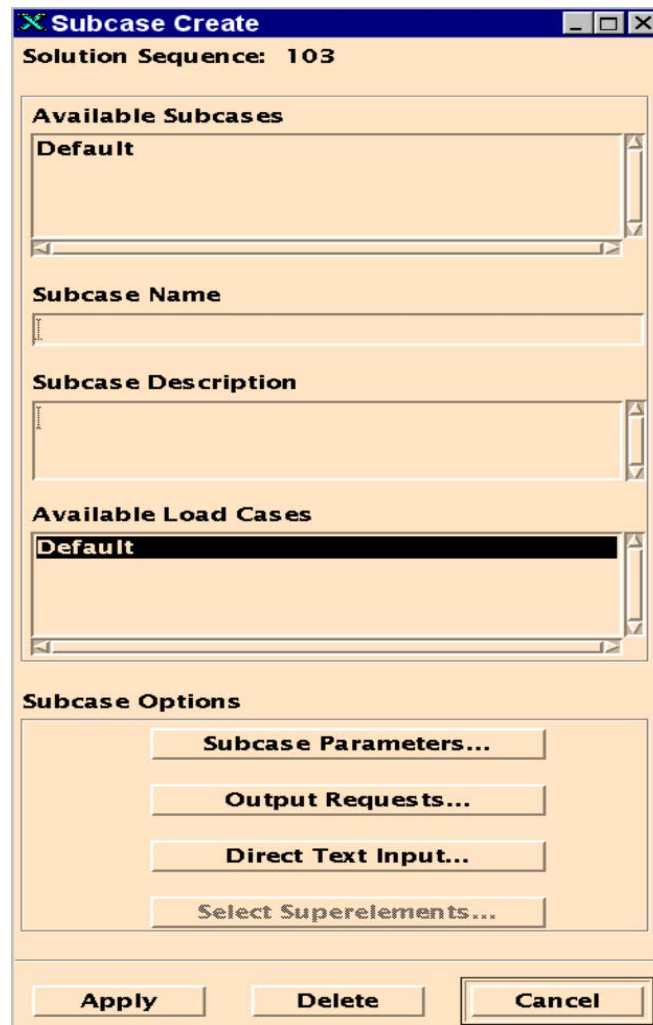 Subcase Create
Solution Sequence: 103
Available Subcases
Default
Subcase Name
Subcase Description
Available Load Cases
Default
Subcase Options
Subcase Parameters...
Output Requests...
Direct Text Input...
Select Superelements...
Apply Delete Cancel